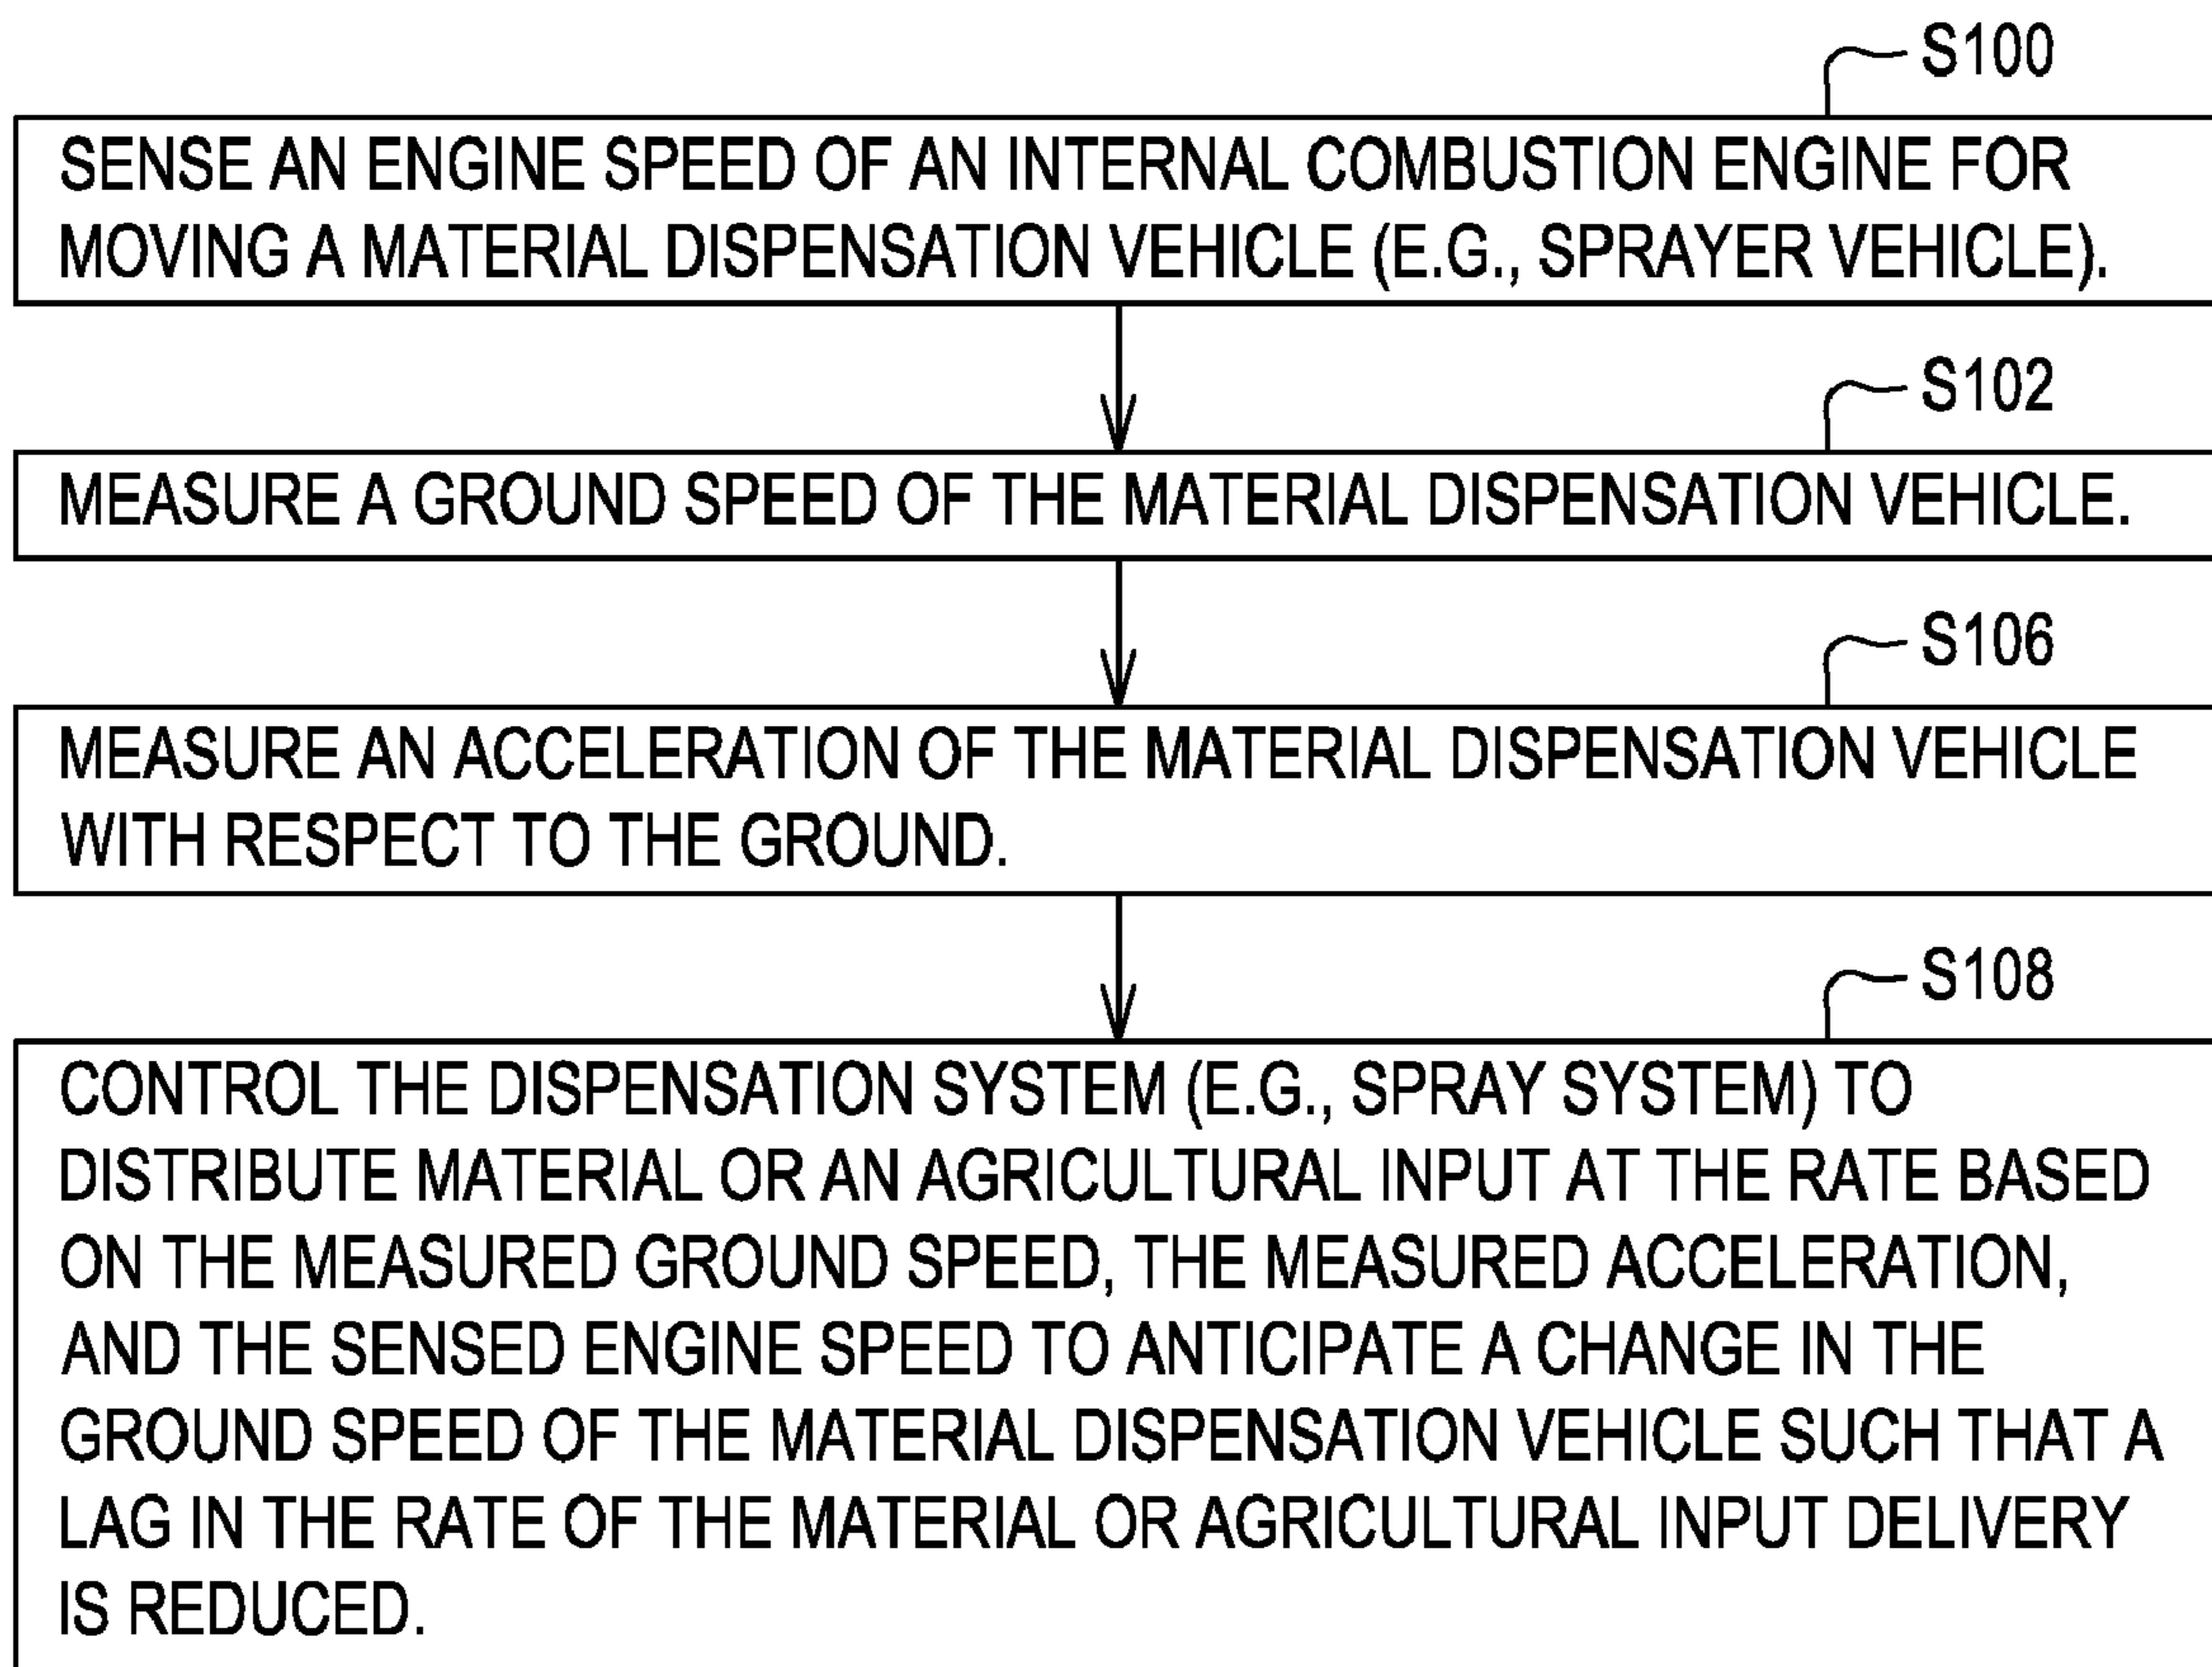 S100
SENSE AN ENGINE SPEED OF AN INTERNAL COMBUSTION ENGINE FOR
MOVING A MATERIAL DISPENSATION VEHICLE (E.G., SPRAYER VEHICLE).
S102
MEASURE A GROUND SPEED OF THE MATERIAL DISPENSATION VEHICLE.
S106
MEASURE AN ACCELERATION OF THE MATERIAL DISPENSATION VEHICLE
WITH RESPECT TO THE GROUND.
S108
CONTROL THE DISPENSATION SYSTEM (E.G., SPRAY SYSTEM) TO
DISTRIBUTE MATERIAL OR AN AGRICULTURAL INPUT AT THE RATE BASED
ON THE MEASURED GROUND SPEED, THE MEASURED ACCELERATION,
AND THE SENSED ENGINE SPEED TO ANTICIPATE A CHANGE IN THE
GROUND SPEED OF THE MATERIAL DISPENSATION VEHICLE SUCH THAT A
LAG IN THE RATE OF THE MATERIAL OR AGRICULTURAL INPUT DELIVERY
IS REDUCED.